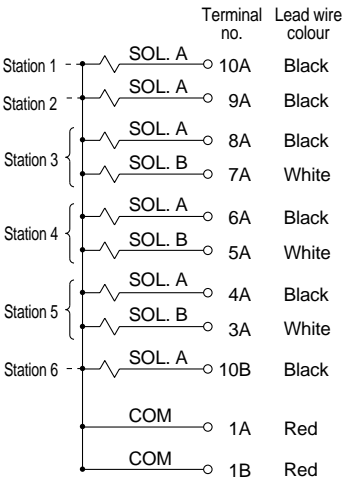 Terminal Lead wire
no. colour
Station 1 SOL. A 10A Black
Station 2 SOL. A 9A Black
SOL. A 8A Black
Station 3
SOL. B 7A White
SOL. A 6A Black
Station 4
SOL. B 5A White
SOL. A 4A Black
Station 5
SOL. B 3A White
Station 6 SOL. A 10B Black
COM 1A Red
COM 1B Red